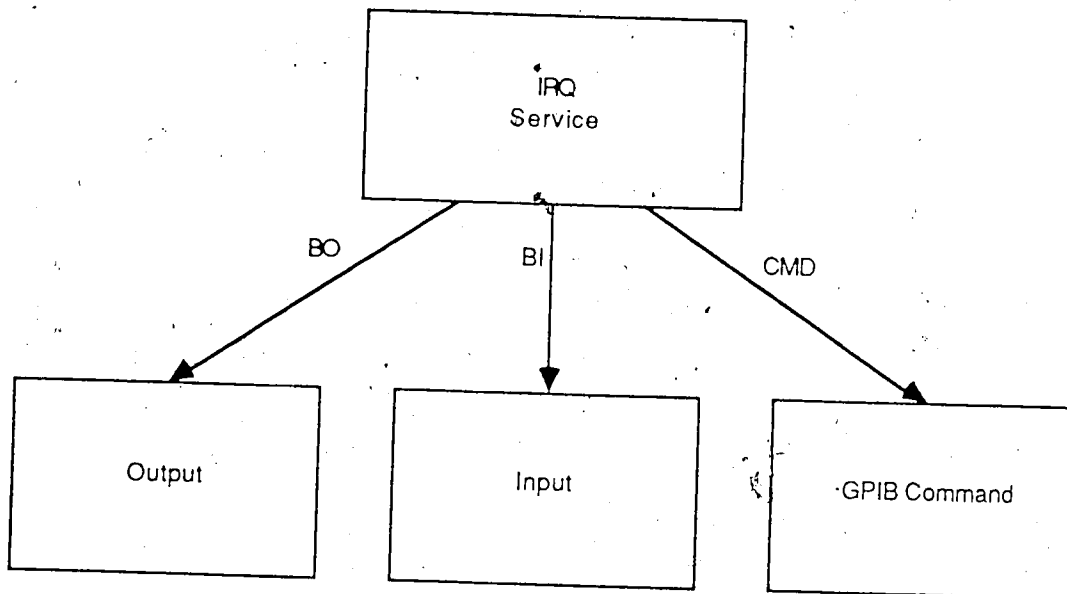 IRQ
Service
BO
BI
CMD
Output
Input
GPIB Command